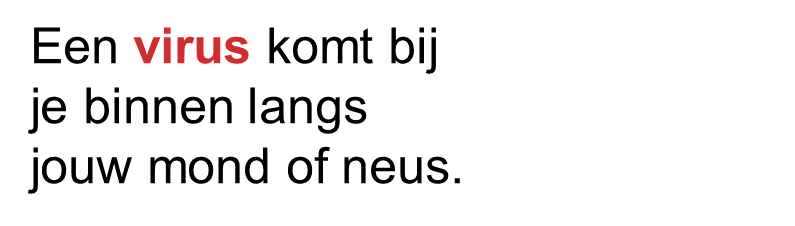 Een virus komt bij
je binnen langs
jouw mond of neus.